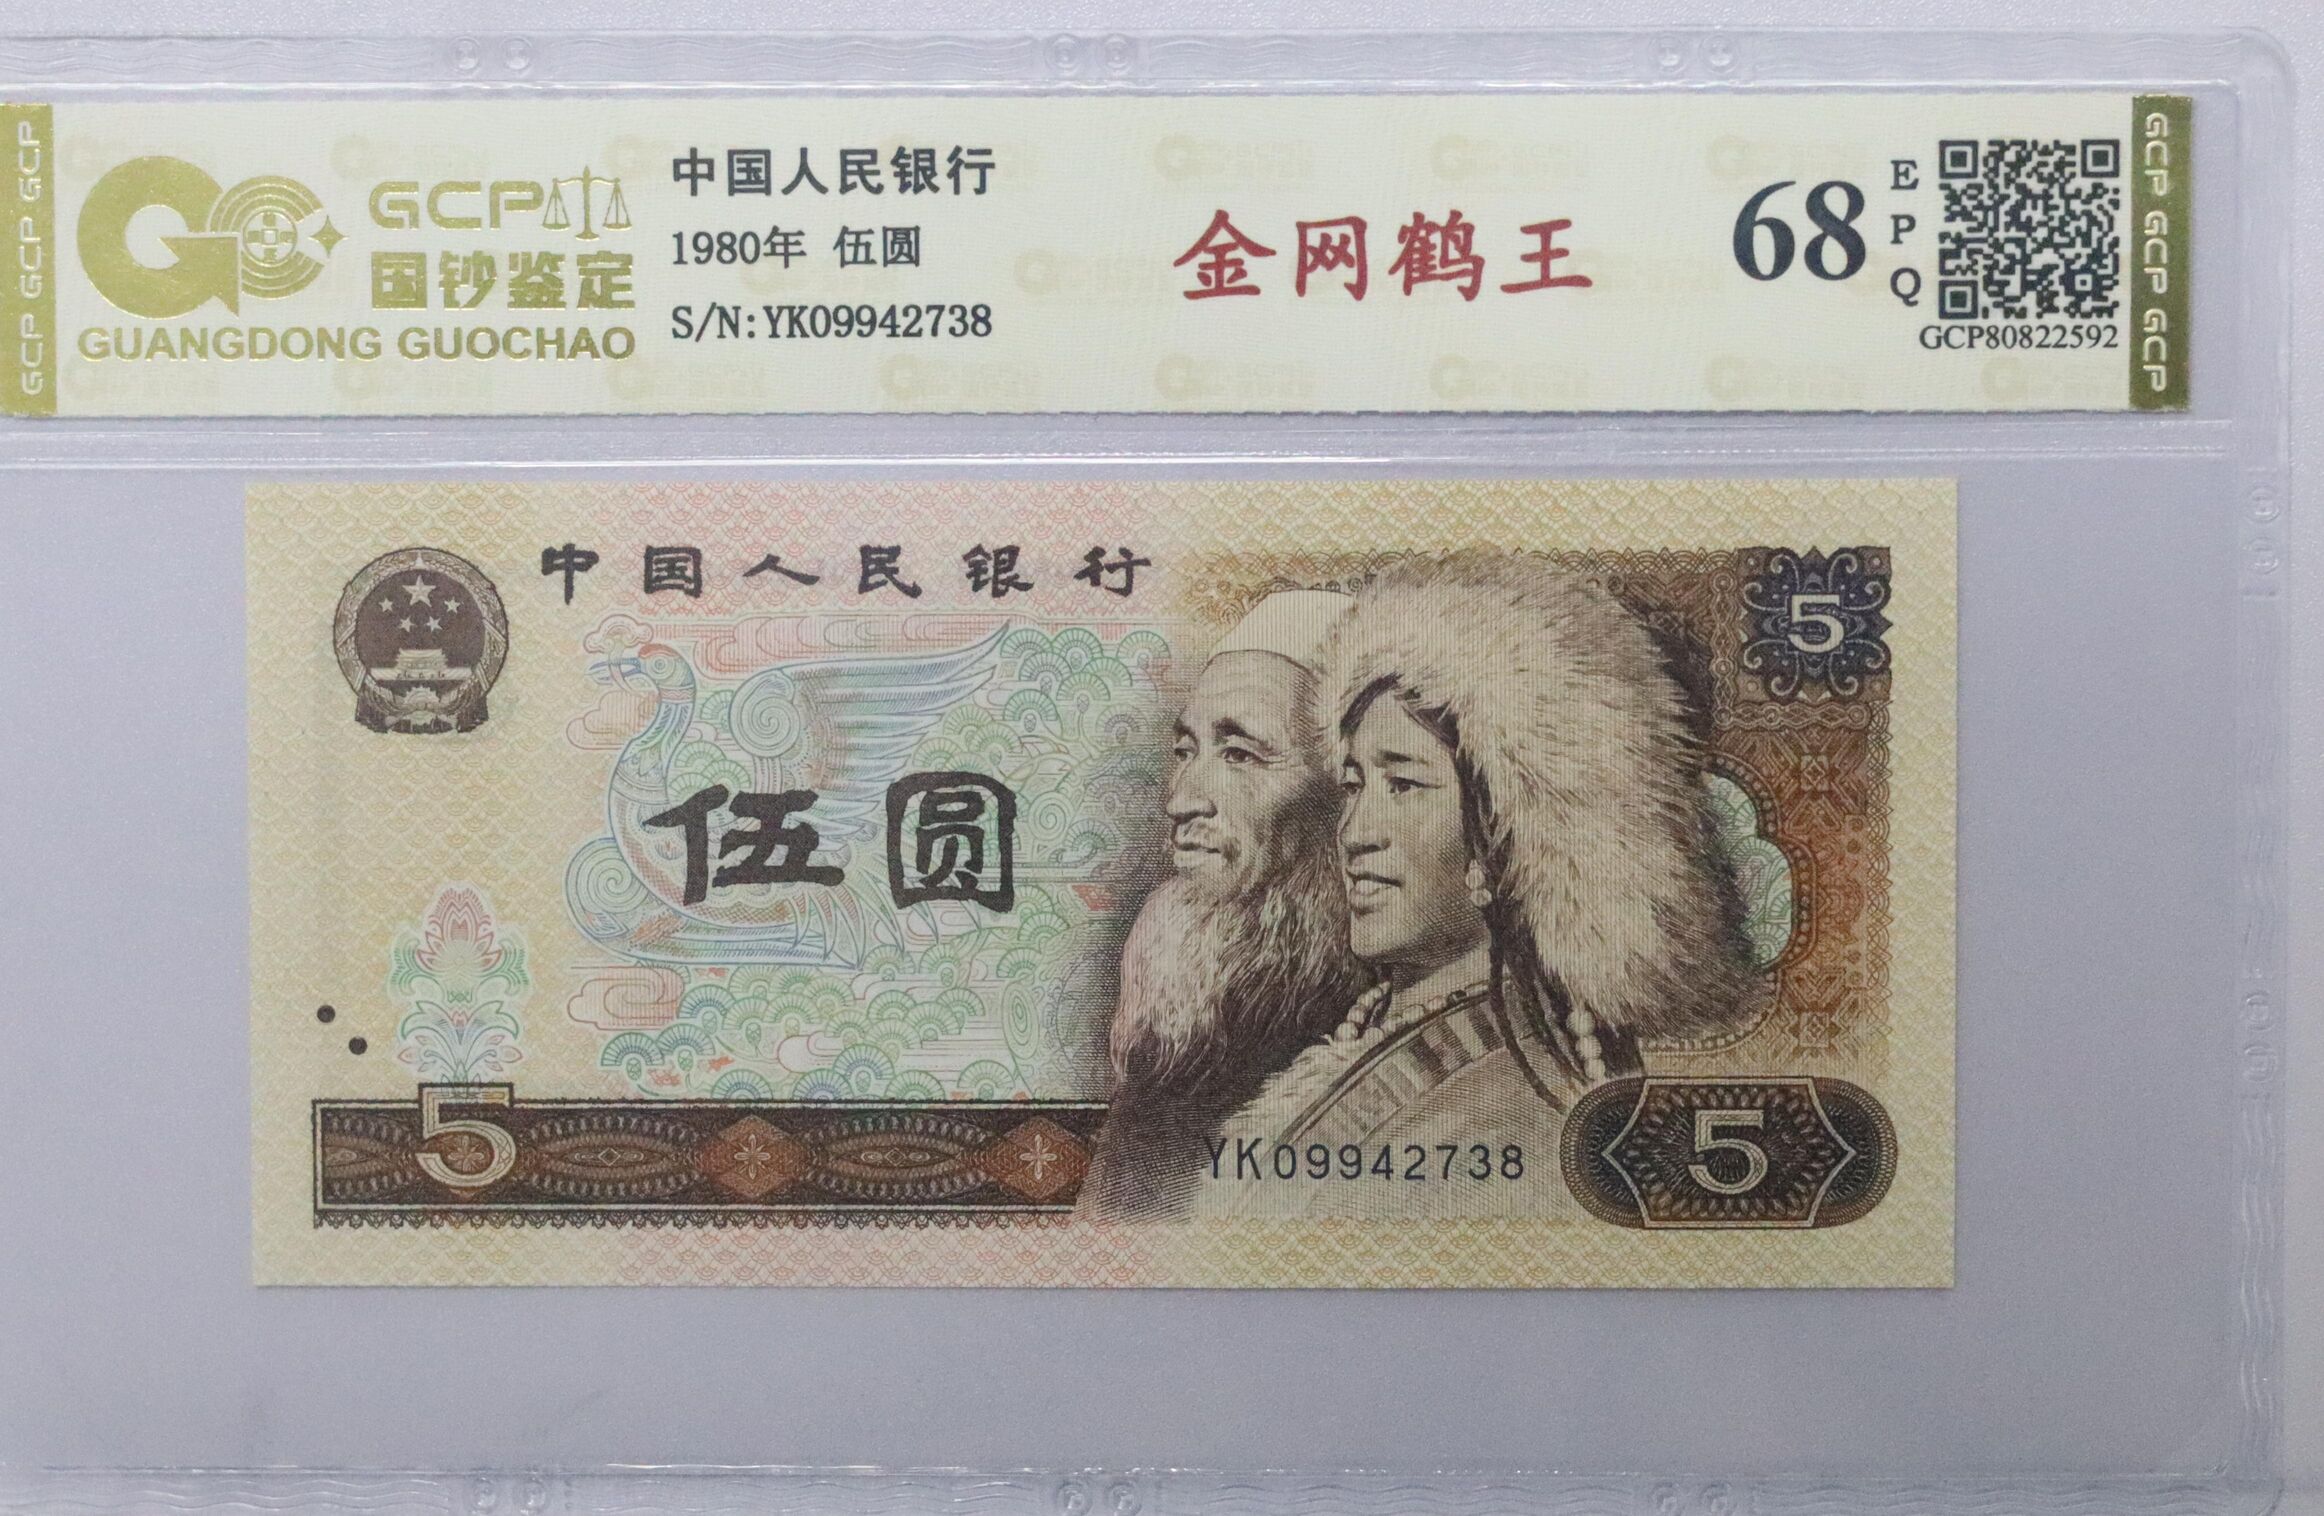 GCP GCP GCP
GCP
国钞鉴定
GUANGDONG GUOCHAO
中国人民银行
1980年 伍圆
S/N:YK09942738
金网鹤王
68
EPQ
GCP80822592
GCP GCP GCP
中国人民银行
5
伍圆
5
YK09942738
5